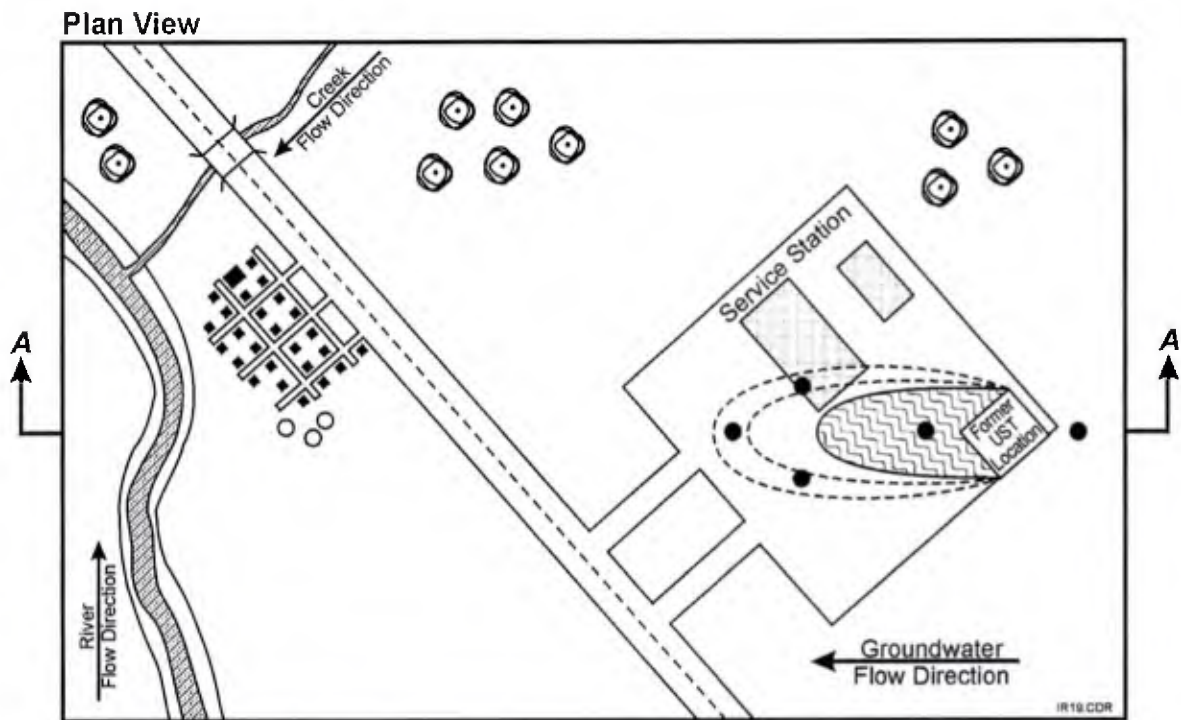 Plan View
Creek
Flow Direction
Service Station
A
A
Former
UST
Location
River
Flow Direction
Groundwater
Flow Direction
IR19.CDR